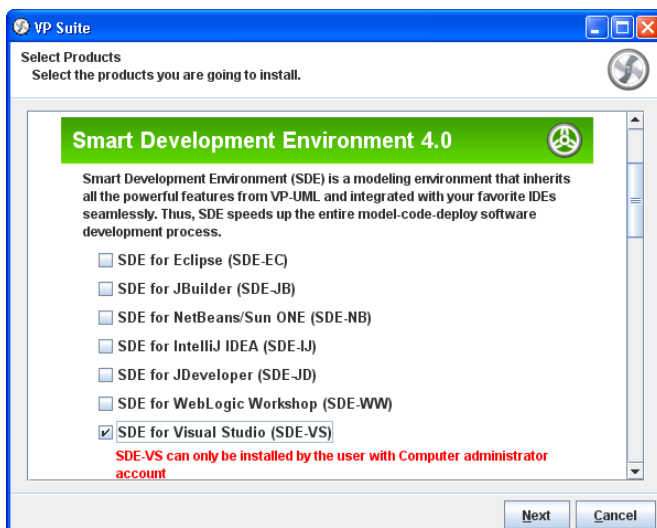 VP Suite
Select Products
Select the products you are going to install.
Smart Development Environment 4.0
Smart Development Environment (SDE) is a modeling environment that inherits
all the powerful features from VP-UML and integrated with your favorite IDEs
seamlessly. Thus, SDE speeds up the entire model-code-deploy software
development process.
SDE for Eclipse (SDE-EC)
SDE for JBuilder (SDE-JB)
SDE for NetBeans/Sun ONE (SDE-NB)
SDE for IntelliJ IDEA (SDE-IJ)
SDE for JDeveloper (SDE-JD)
SDE for WebLogic Workshop (SDE-WW)
SDE for Visual Studio (SDE-VS)
SDE-VS can only be installed by the user with Computer administrator
account
Next Cancel